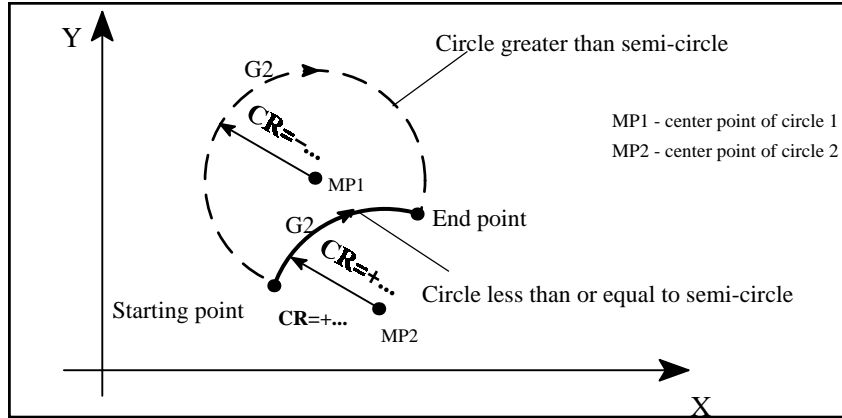 Y
Circle greater than semi-circle
G2
CR=-...
MP1 - center point of circle 1
MP2 - center point of circle 2
MP1
G2
End point
CR=+...
Circle less than or equal to semi-circle
Starting point
CR=+...
MP2
X